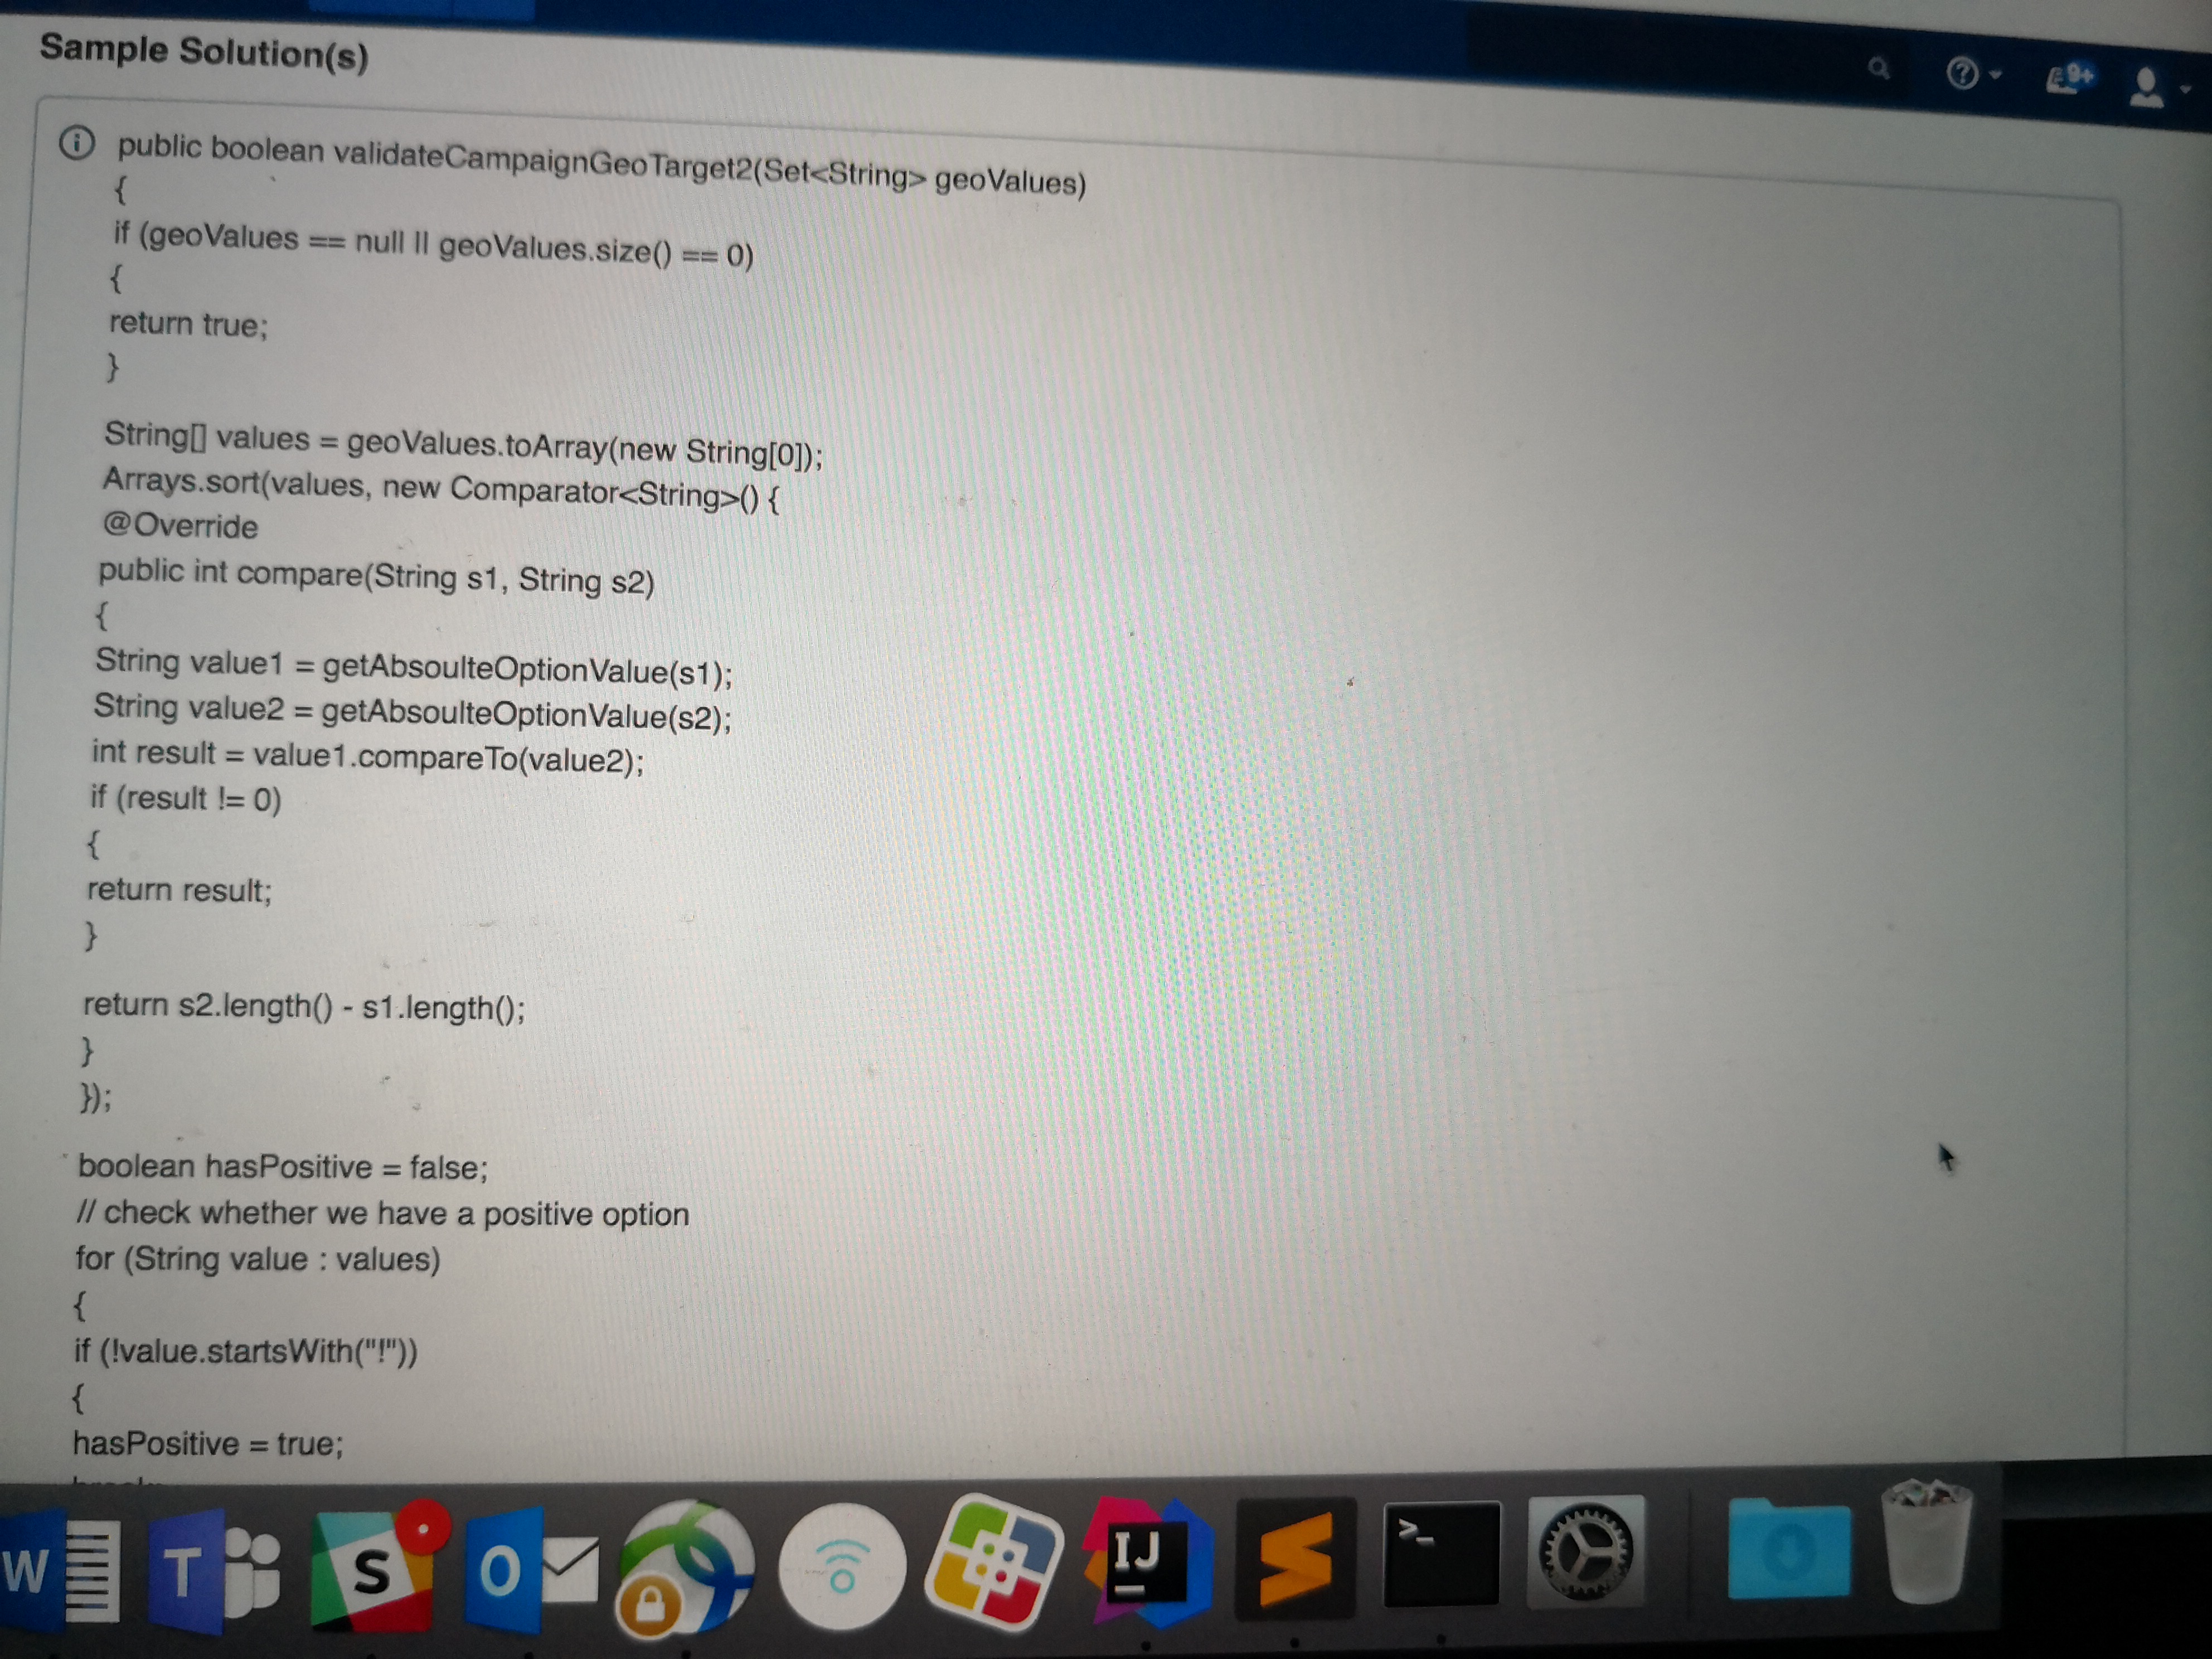 Sample Solution(s)
9+
public boolean validateCampaignGeoTarget2(Set<String> geoValues)
{
if (geoValues == null || geoValues.size() == 0)
{
return true;
}
String[] values = geoValues.toArray(new String[0]);
Arrays.sort(values, new Comparator<String>() {
@Override
public int compare(String s1, String s2)
{
String value1 = getAbsoulteOptionValue(s1);
String value2 = getAbsoulteOptionValue(s2);
int result = value1.compareTo(value2);
if (result != 0)
{
return result;
}
return s2.length() - s1.length();
}
});
boolean hasPositive = false;
// check whether we have a positive option
for (String value : values)
{
if (!value.startsWith("!"))
{
hasPositive = true;
W T S O IJ >_